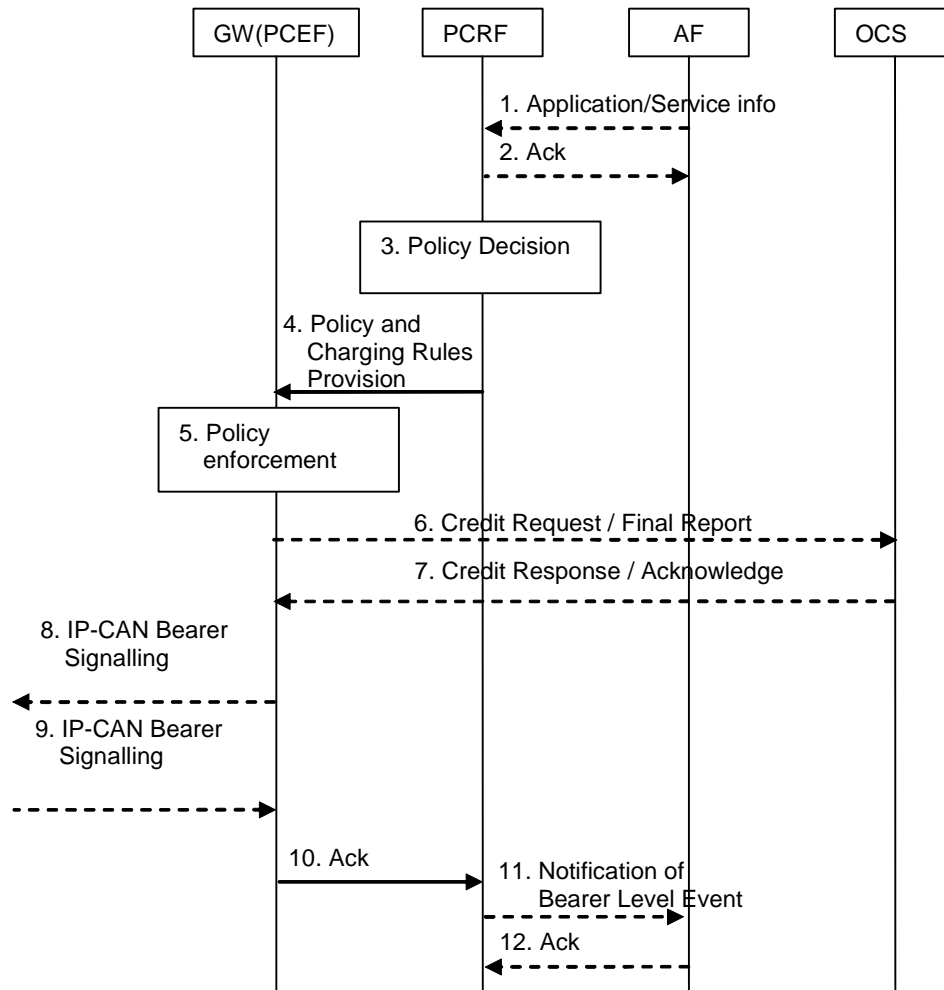 GW(PCEF)
PCRF
AF
OCS
1. Application/Service info
2. Ack
3. Policy Decision
4. Policy and
Charging Rules
Provision
5. Policy
enforcement
6. Credit Request / Final Report
7. Credit Response / Acknowledge
8. IP-CAN Bearer
Signalling
9. IP-CAN Bearer
Signalling
10. Ack
11. Notification of
Bearer Level Event
12. Ack